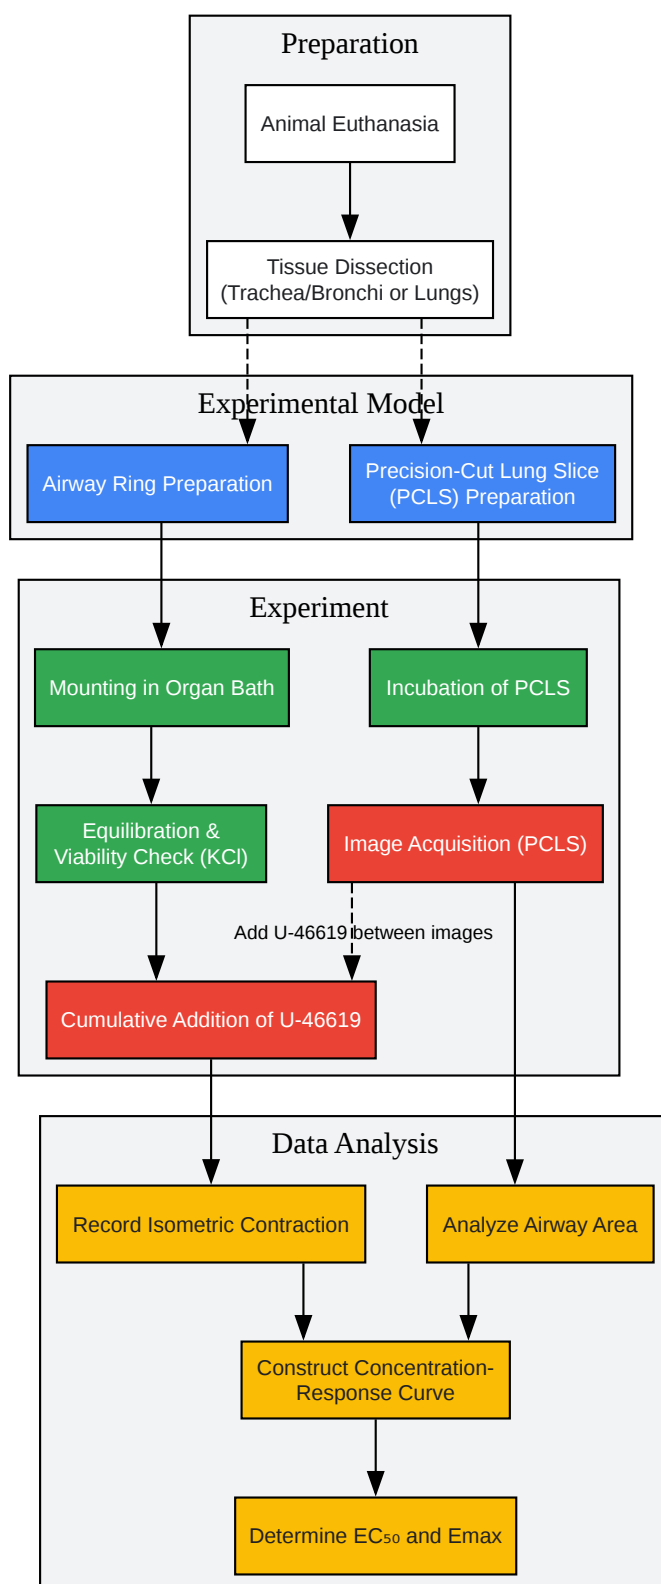 Preparation
Animal Euthanasia
Tissue Dissection
(Trachea/Bronchi or Lungs)
Experimental Model
Airway Ring Preparation
Precision-Cut Lung Slice
(PCLS) Preparation
Experiment
Mounting in Organ Bath
Incubation of PCLS
Equilibration &
Viability Check (KCl)
Image Acquisition (PCLS)
Add U-46619 between images
Cumulative Addition of U-46619
Data Analysis
Record Isometric Contraction
Analyze Airway Area
Construct Concentration-
Response Curve
Determine EC₅₀ and Emax